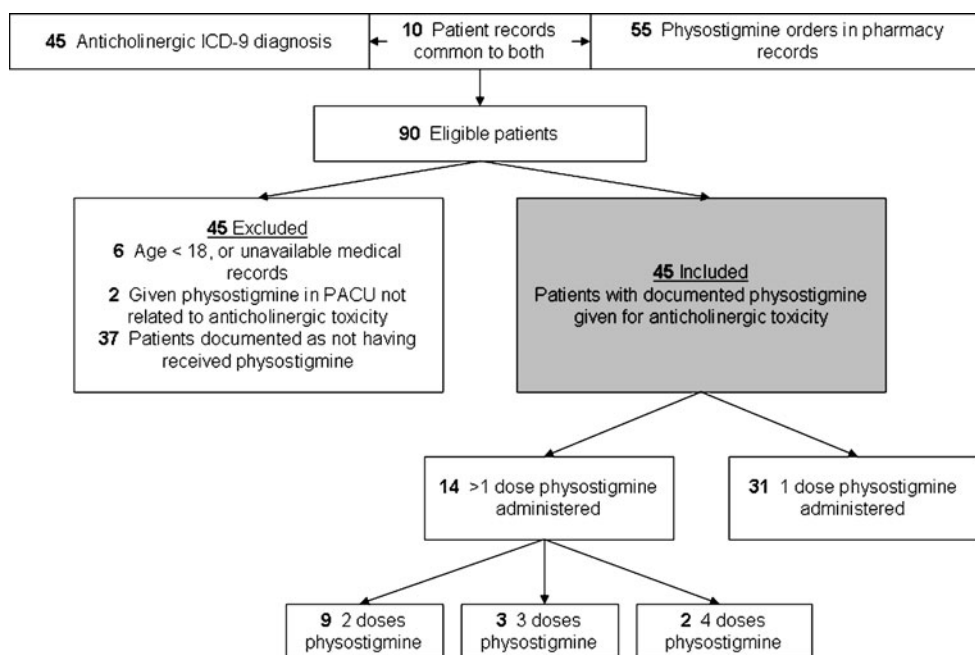 45 Anticholinergic ICD-9 diagnosis
10 Patient records
common to both
55 Physostigmine orders in pharmacy
records
90 Eligible patients
45 Excluded
6 Age < 18, or unavailable medical
records
2 Given physostigmine in PACU not
related to anticholinergic toxicity
37 Patients documented as not having
received physostigmine
45 Included
Patients with documented physostigmine
given for anticholinergic toxicity
14 >1 dose physostigmine
administered
31 1 dose physostigmine
administered
9 2 doses
physostigmine
3 3 doses
physostigmine
2 4 doses
physostigmine